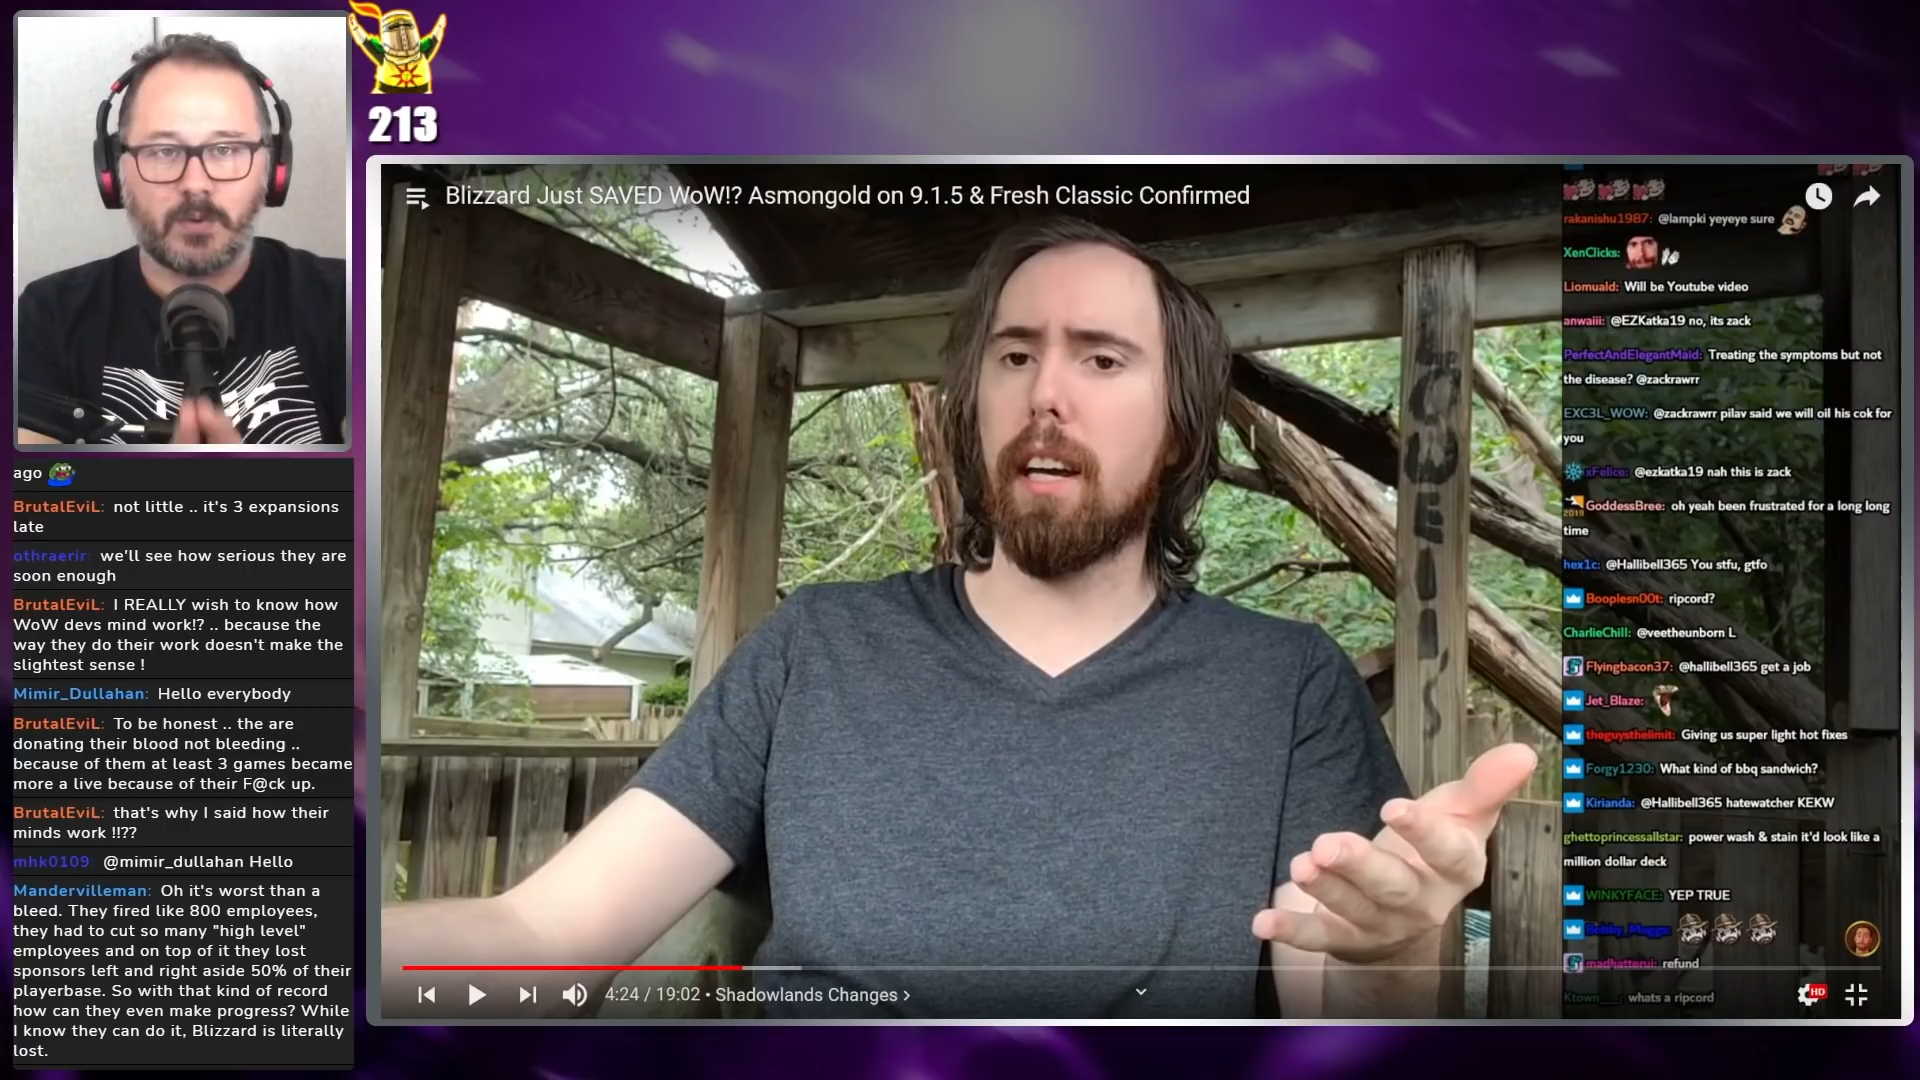 213
Blizzard Just SAVED WoW!? Asmongold on 9.1.5 & Fresh Classic Confirmed
ago
BrutalEviL: not little .. it's 3 expansions
late
othraerir: we'll see how serious they are
soon enough
BrutalEviL: I REALLY wish to know how
WoW devs mind work!? .. because the
way they do their work doesn't make the
slightest sense !
Mimir_Dullahan: Hello everybody
BrutalEviL: To be honest .. the are
donating their blood not bleeding ..
because of them at least 3 games became
more a live because of their F@ck up.
BrutalEviL: that's why I said how their
minds work !!??
mhk0109: @mimir_dullahan Hello
Mandervilleman: Oh it's worst than a
bleed. They fired like 800 employees,
they had to cut so many "high level"
employees and on top of it they lost
sponsors left and right aside 50% of their
playerbase. So with that kind of record
how can they even make progress? While
I know they can do it, Blizzard is literally
lost.
rakanishu1987: @lampki yeyeye sure
XenClicks:
Liomuald: Will be Youtube video
anwaiii: @EZKatka19 no, its zack
PerfectAndElegantMaid: Treating the symptoms but not
the disease? @zackrawrr
EXC3L_WOW: @zackrawrr pilav said we will oil his cok for
you
xFelice: @ezkatka19 nah this is zack
GoddessBree: oh yeah been frustrated for a long long
time
hex1c: @Hallibell365 You stfu, gtfo
Booplesn00t: ripcord?
CharlieChill: @veetheunborn L
Flyingbacon37: @hallibell365 get a job
Jet_Blaze:
theguysthelimit: Giving us super light hot fixes
Forgy1230: What kind of bbq sandwich?
Kirianda: @Hallibell365 hatewatcher KEKW
ghettoprincessallstar: power wash & stain it'd look like a
million dollar deck
WINKYFACE: YEP TRUE
Bobby_Muggs:
madhatterui: refund
Ktown__: whats a ripcord
4:24 / 19:02 • Shadowlands Changes >
HD